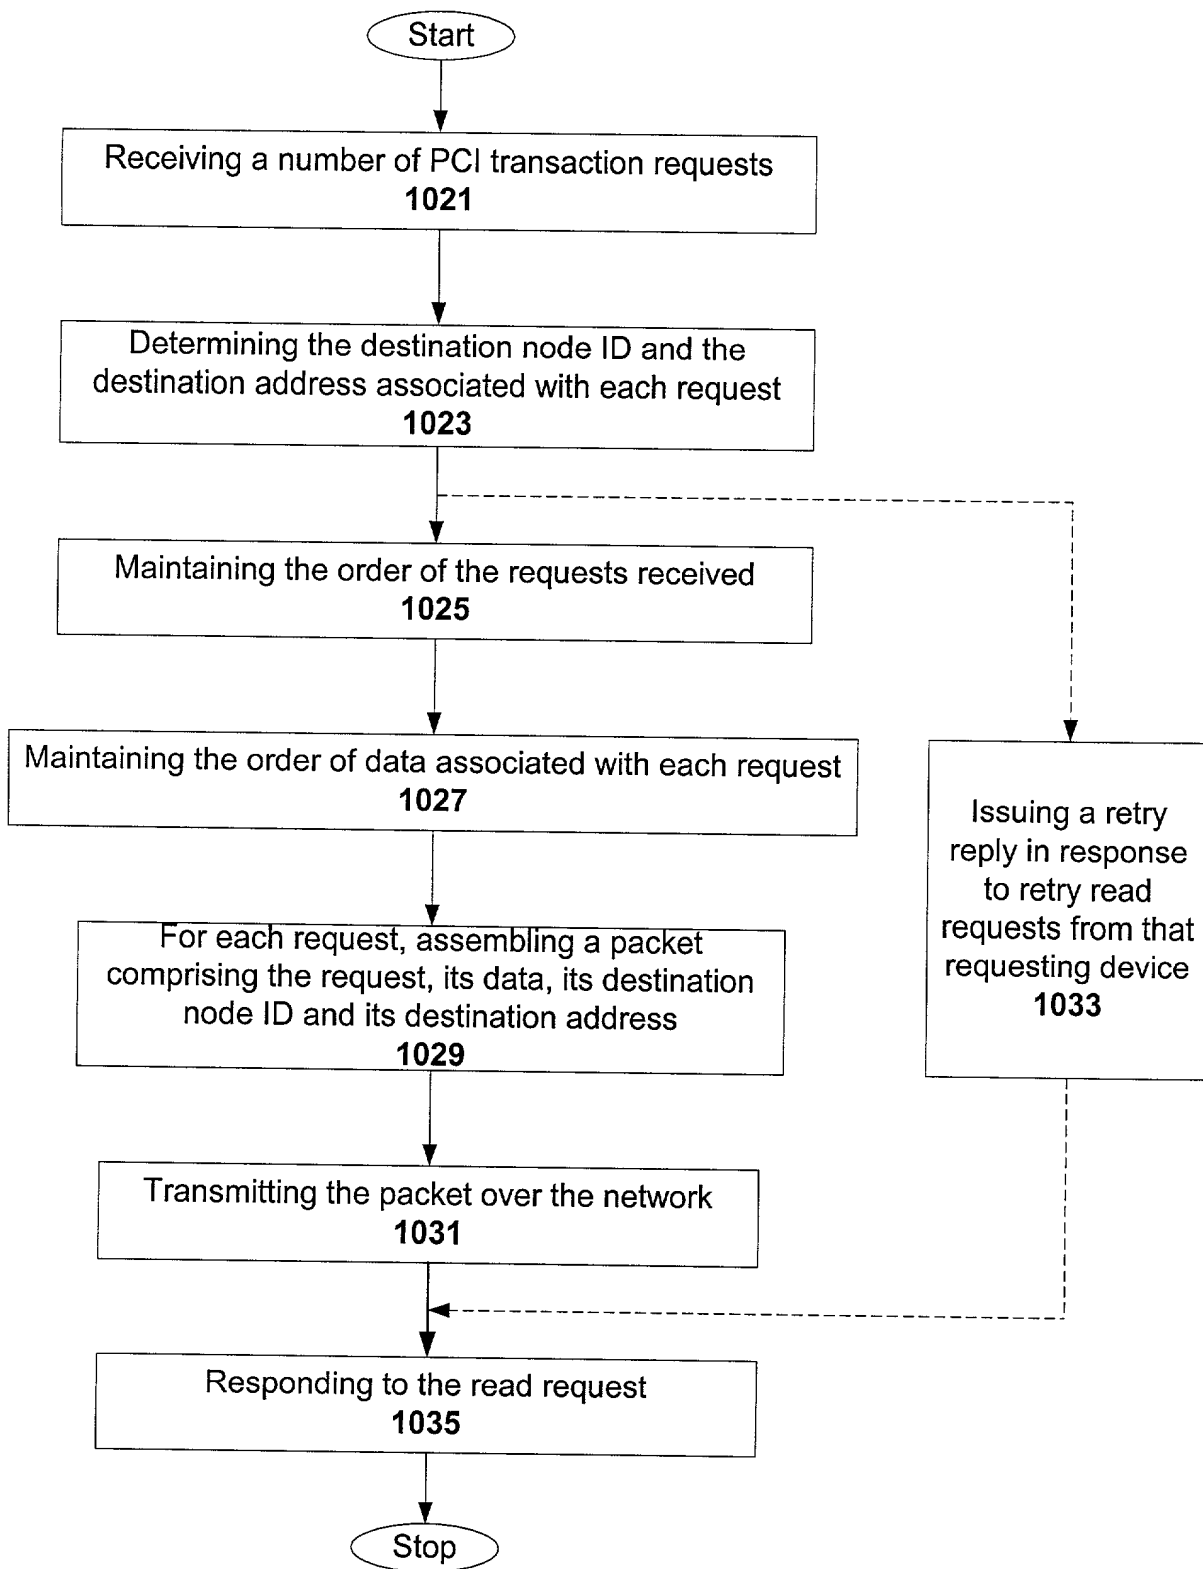 Start
Receiving a number of PCI transaction requests
1021
Determining the destination node ID and the
destination address associated with each request
1023
Maintaining the order of the requests received
1025
Maintaining the order of data associated with each request
1027
For each request, assembling a packet
comprising the request, its data, its destination
node ID and its destination address
1029
Transmitting the packet over the network
1031
Issuing a retry
reply in response
to retry read
requests from that
requesting device
1033
Responding to the read request
1035
Stop